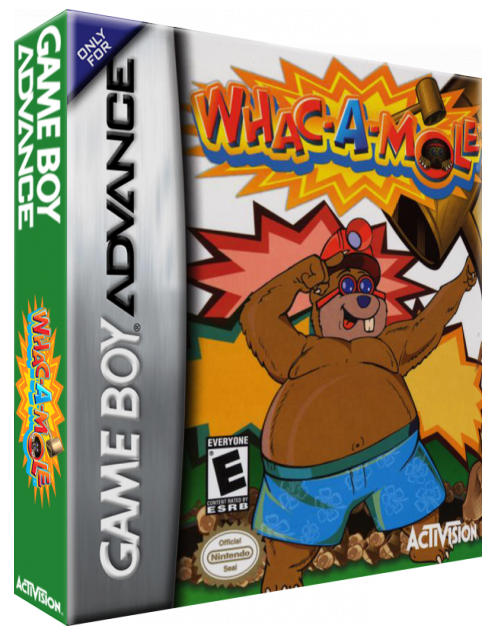 GAME BOY
ADVANCE
WHAC-A-MOLE
ACTIVISION
ONLY
FOR
GAME BOY ADVANCE
WHAC-A-MOLE
EVERYONE
E
CONTENT RATED BY
ESRB
Official
Nintendo
Seal
ACTIVISION